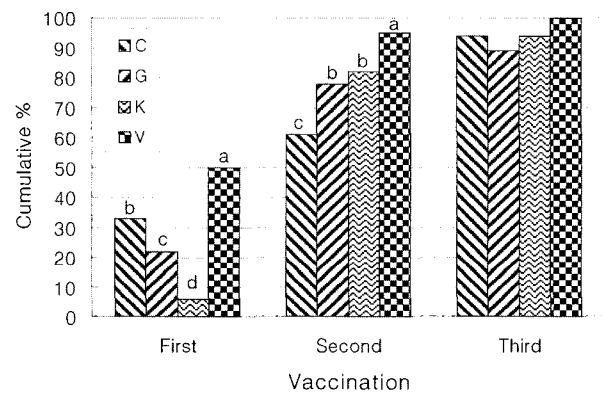 100
90
80
70
60
50
40
30
20
10
0
Cumulative %
C
G
K
V
b
c
d
a
c
b
b
a
First
Second
Third
Vaccination